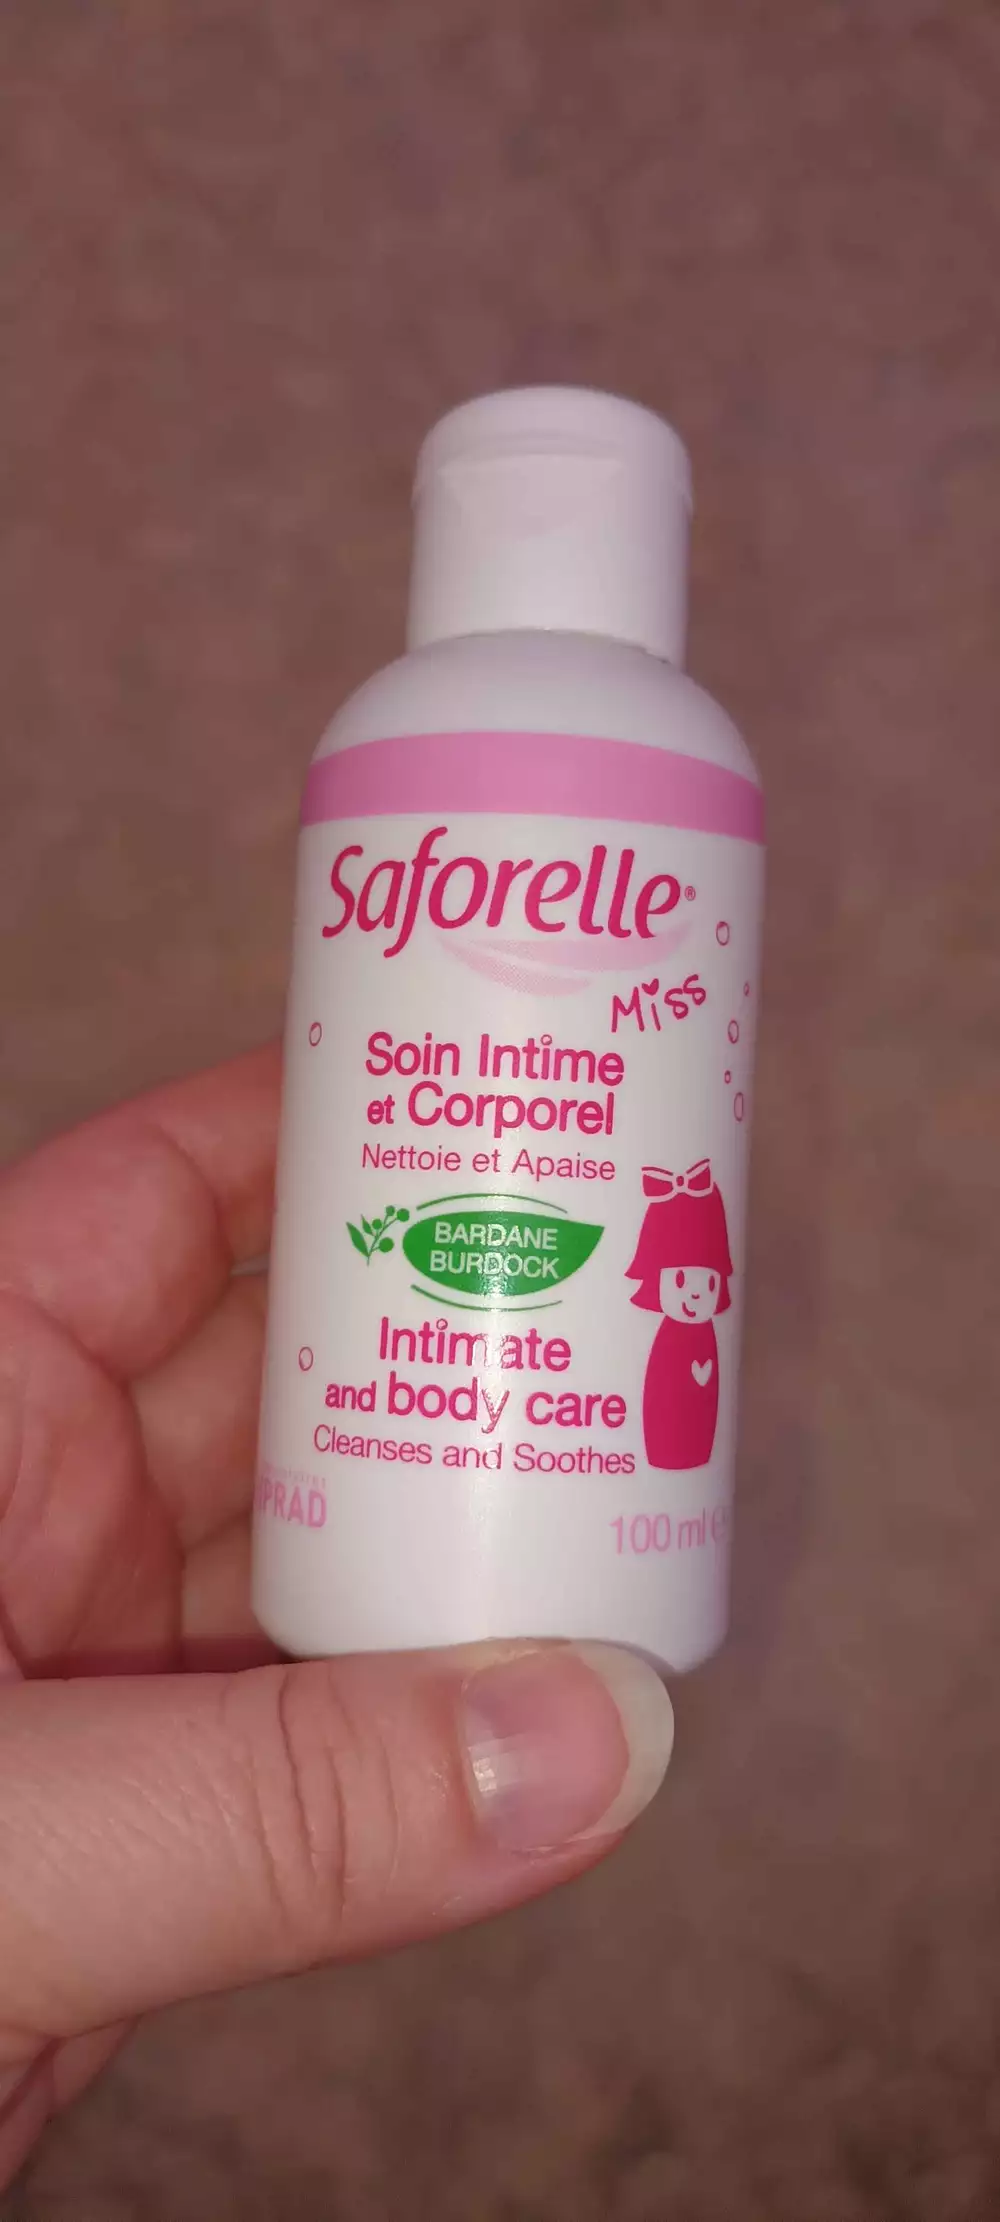 Saforelle®
Miss
Soin Intime
et Corporel
Nettoie et Apaise
BARDANE
BURDOCK
Intimate
and body care
Cleanses and Soothes
100 ml